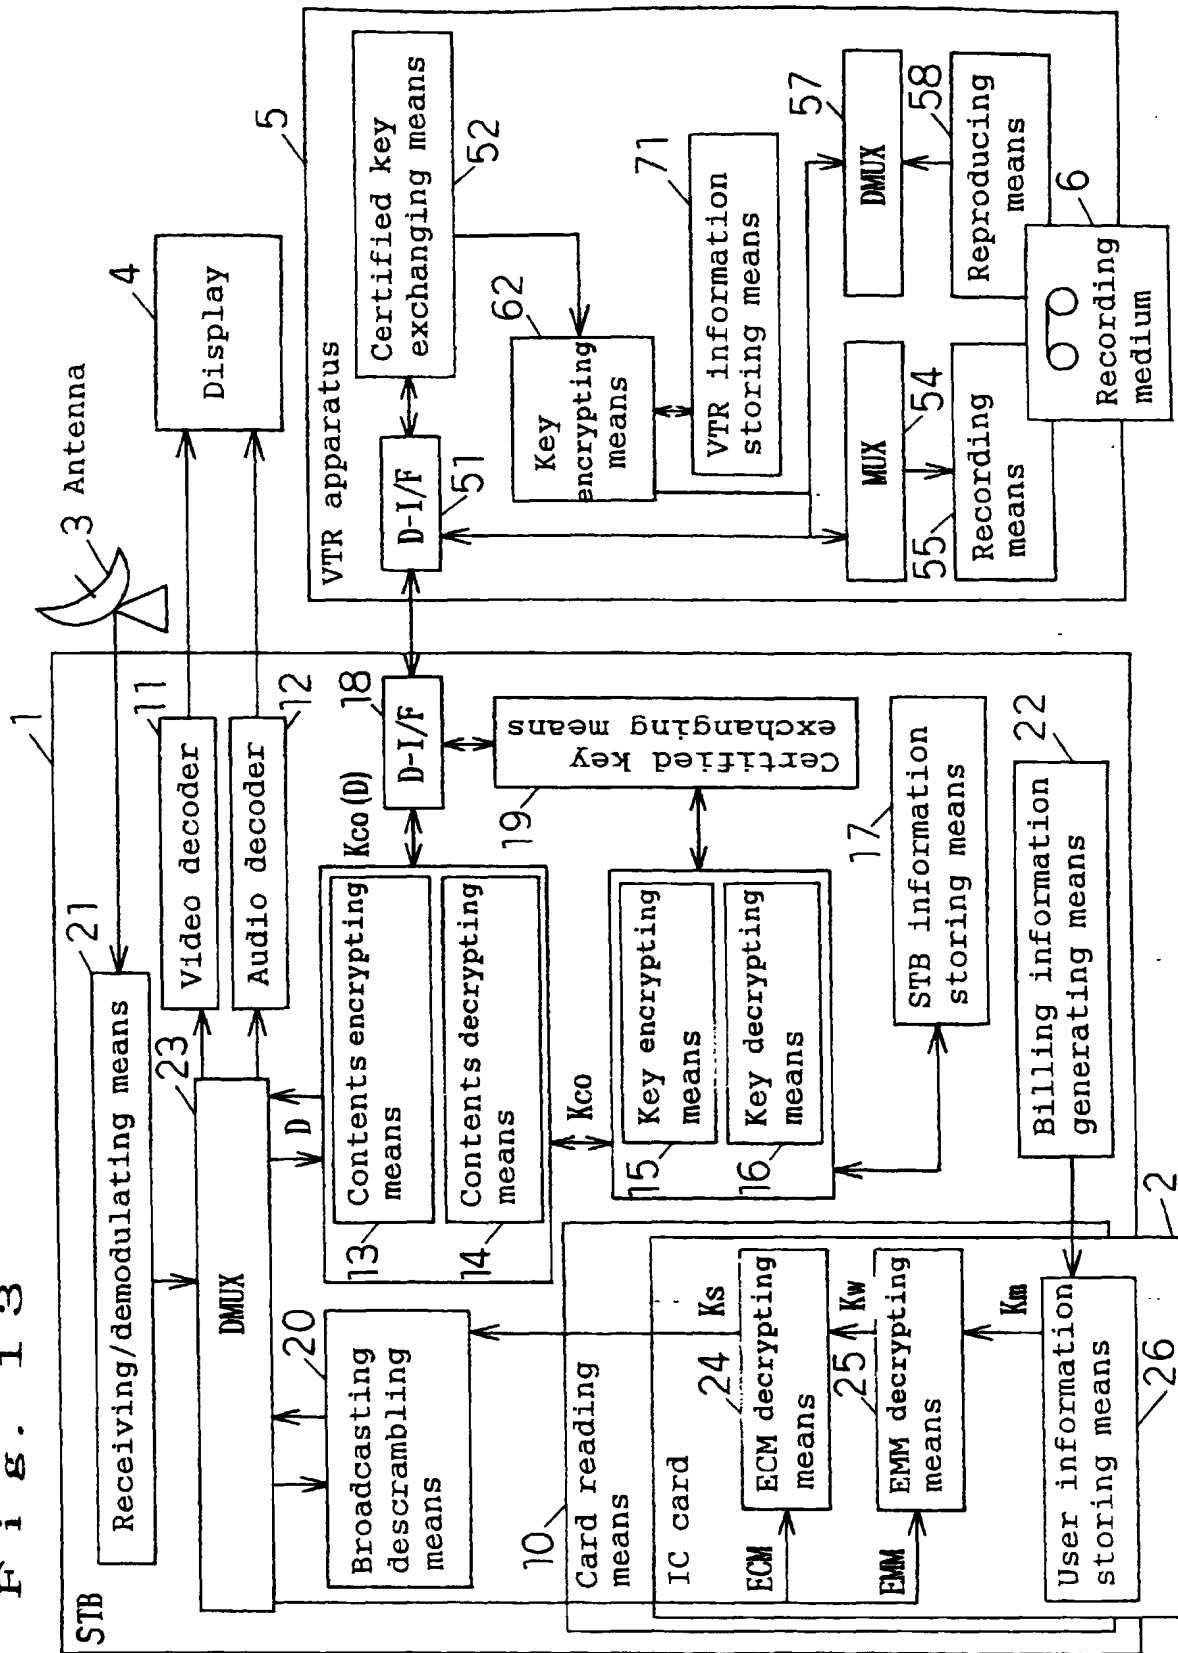 Fig. 13
STB
1
Receiving/demodulating means
21
3
Antenna
DMUX
23
Video decoder
11
Audio decoder
12
4
Display
D
Broadcasting
descrambling
means
20
Contents encrypting
means
13
Contents decrypting
means
14
Kco(D)
D-I/F
18
Certified key
exchanging means
19
Kco
Key encrypting
means
15
Key decrypting
means
16
STB information
storing means
17
Billing information
generating means
22
10
Card reading
means
IC card
2
Ks
ECM
ECM decrypting
means
24
Kw
EMM
EMM decrypting
means
25
Km
User information
storing means
26
5
VTR apparatus
D-I/F
51
Certified key
exchanging means
52
Key
encrypting
means
62
VTR information
storing means
71
MUX
54
DMUX
57
Recording
means
55
Reproducing
means
58
Recording
medium
6